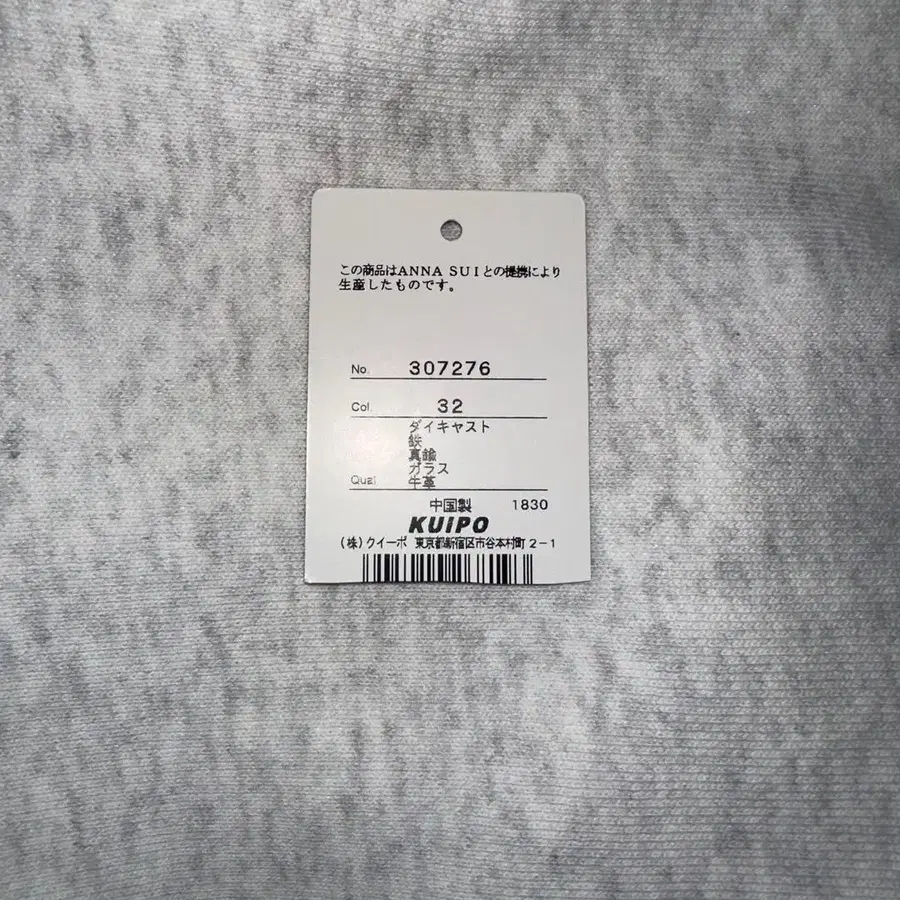 この商品はANNA SUIとの提携により
生産したものです。
No. 307276
Col. 32
ダイキャスト
鉄
真鍮
ガラス
Qual 牛革
中国製 1830
KUIPO
(株)クイーポ 東京都新宿区市谷本村町2-1